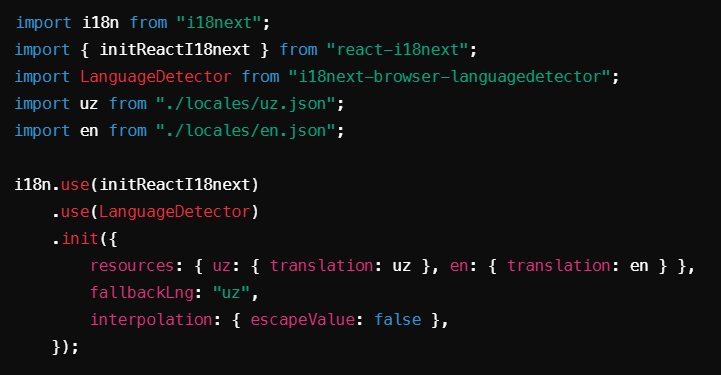 import i18n from "i18next";
import { initReactI18next } from "react-i18next";
import LanguageDetector from "i18next-browser-languagedetector";
import uz from "./locales/uz.json";
import en from "./locales/en.json";

i18n.use(initReactI18next)
    .use(LanguageDetector)
    .init({
        resources: { uz: { translation: uz }, en: { translation: en } },
        fallbackLng: "uz",
        interpolation: { escapeValue: false },
    });